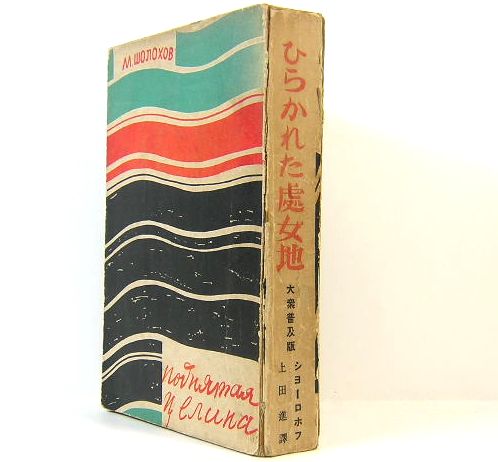 М. ШОЛОХОВ
Поднятая
Целина
ひらかれた處女地
大衆普及版
シヨーロホフ
上田進譯